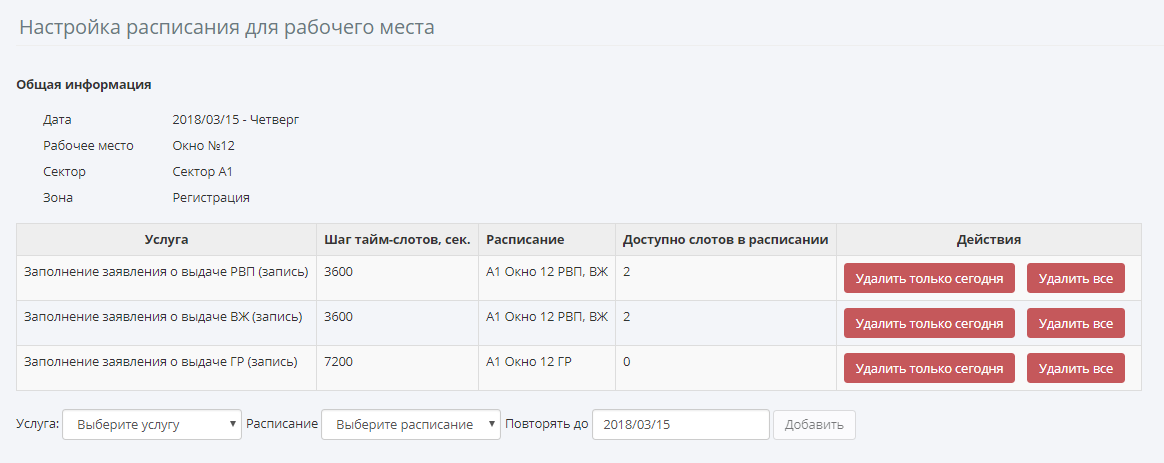 Настройка расписания для рабочего места
Общая информация
Дата 2018/03/15 - Четверг
Рабочее место Окно №12
Сектор Сектор А1
Зона Регистрация
Услуга Шаг тайм-слотов, сек. Расписание Доступно слотов в расписании Действия
Заполнение заявления о выдаче РВП (запись) 3600 А1 Окно 12 РВП, ВЖ 2 Удалить только сегодня Удалить все
Заполнение заявления о выдаче ВЖ (запись) 3600 А1 Окно 12 РВП, ВЖ 2 Удалить только сегодня Удалить все
Заполнение заявления о выдаче ГР (запись) 7200 А1 Окно 12 ГР 0 Удалить только сегодня Удалить все
Услуга: Выберите услугу Расписание Выберите расписание Повторять до 2018/03/15 Добавить